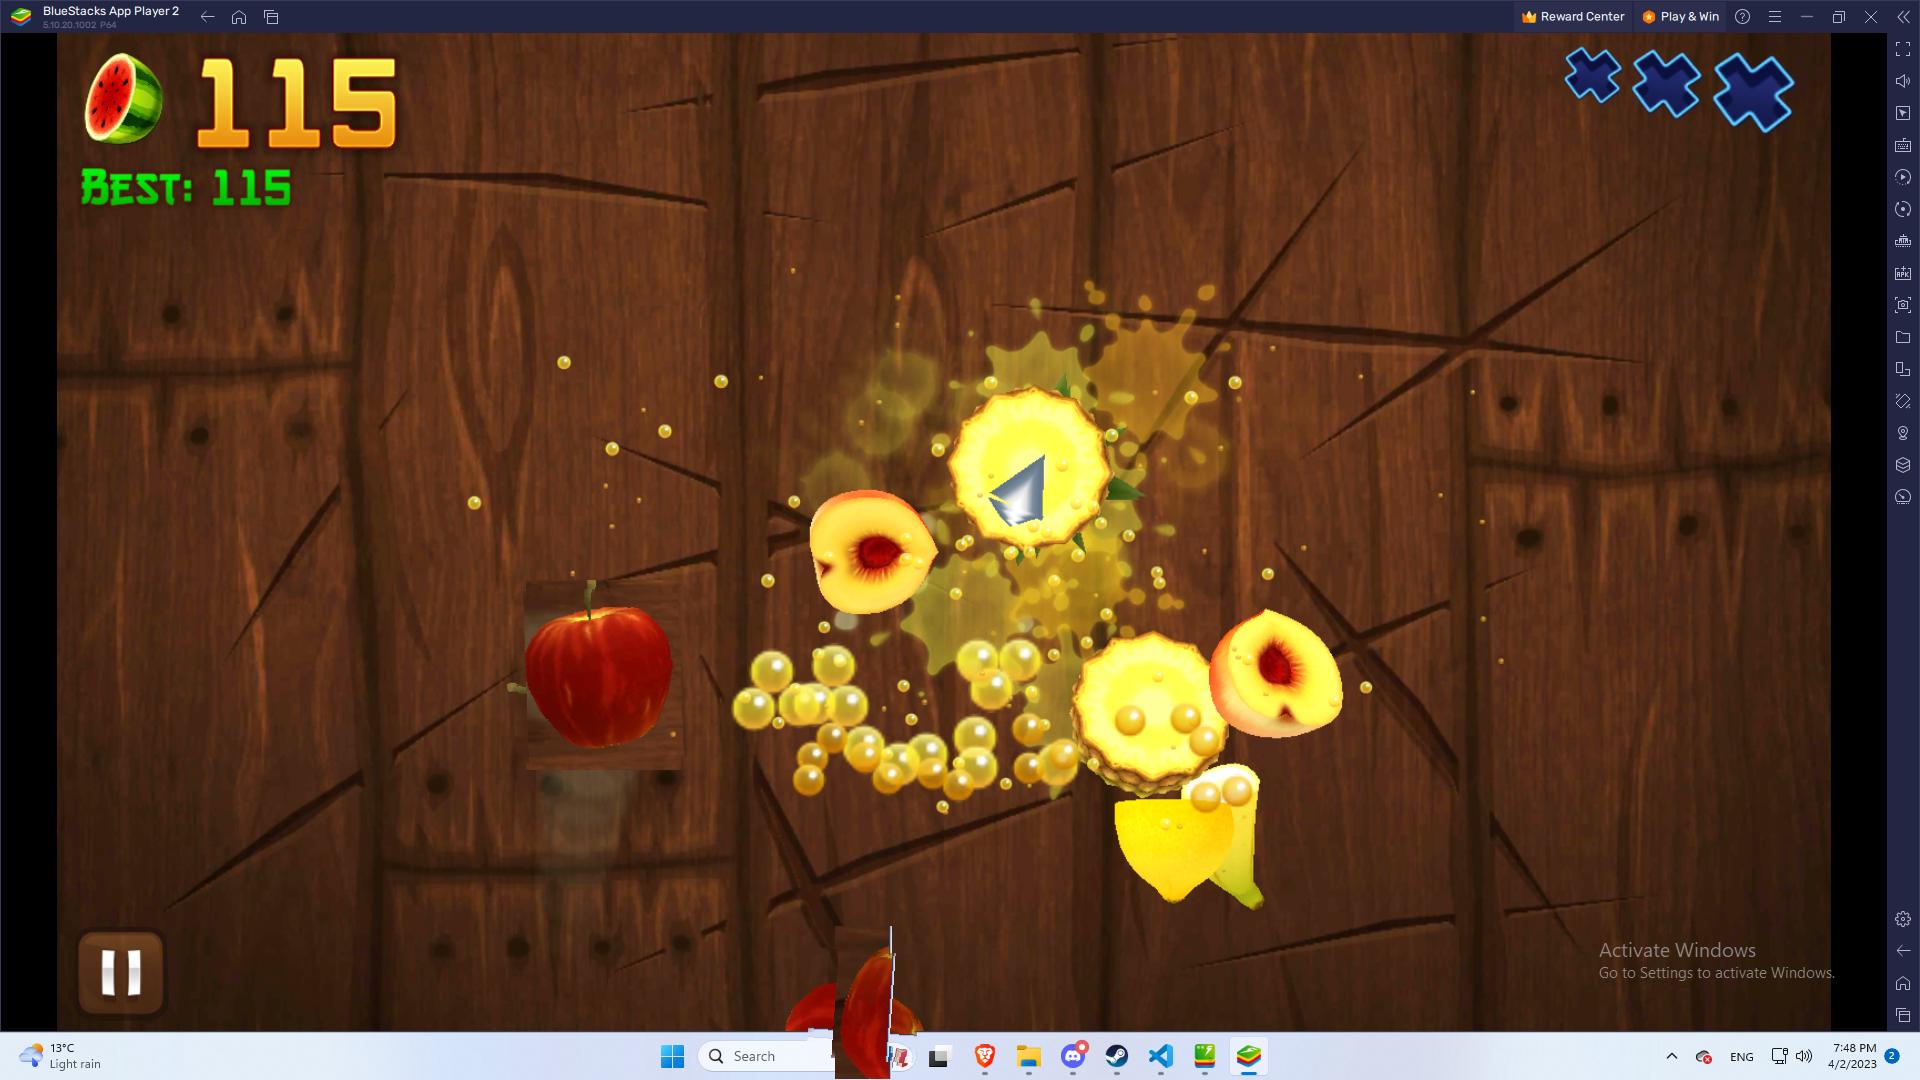 BlueStacks App Player 2
5.10.20.1002 P64
Reward Center
Play & Win
115
BEST: 115
Activate Windows
Go to Settings to activate Windows.
13°C
Light rain
Search
ENG
7:48 PM
4/2/2023
2